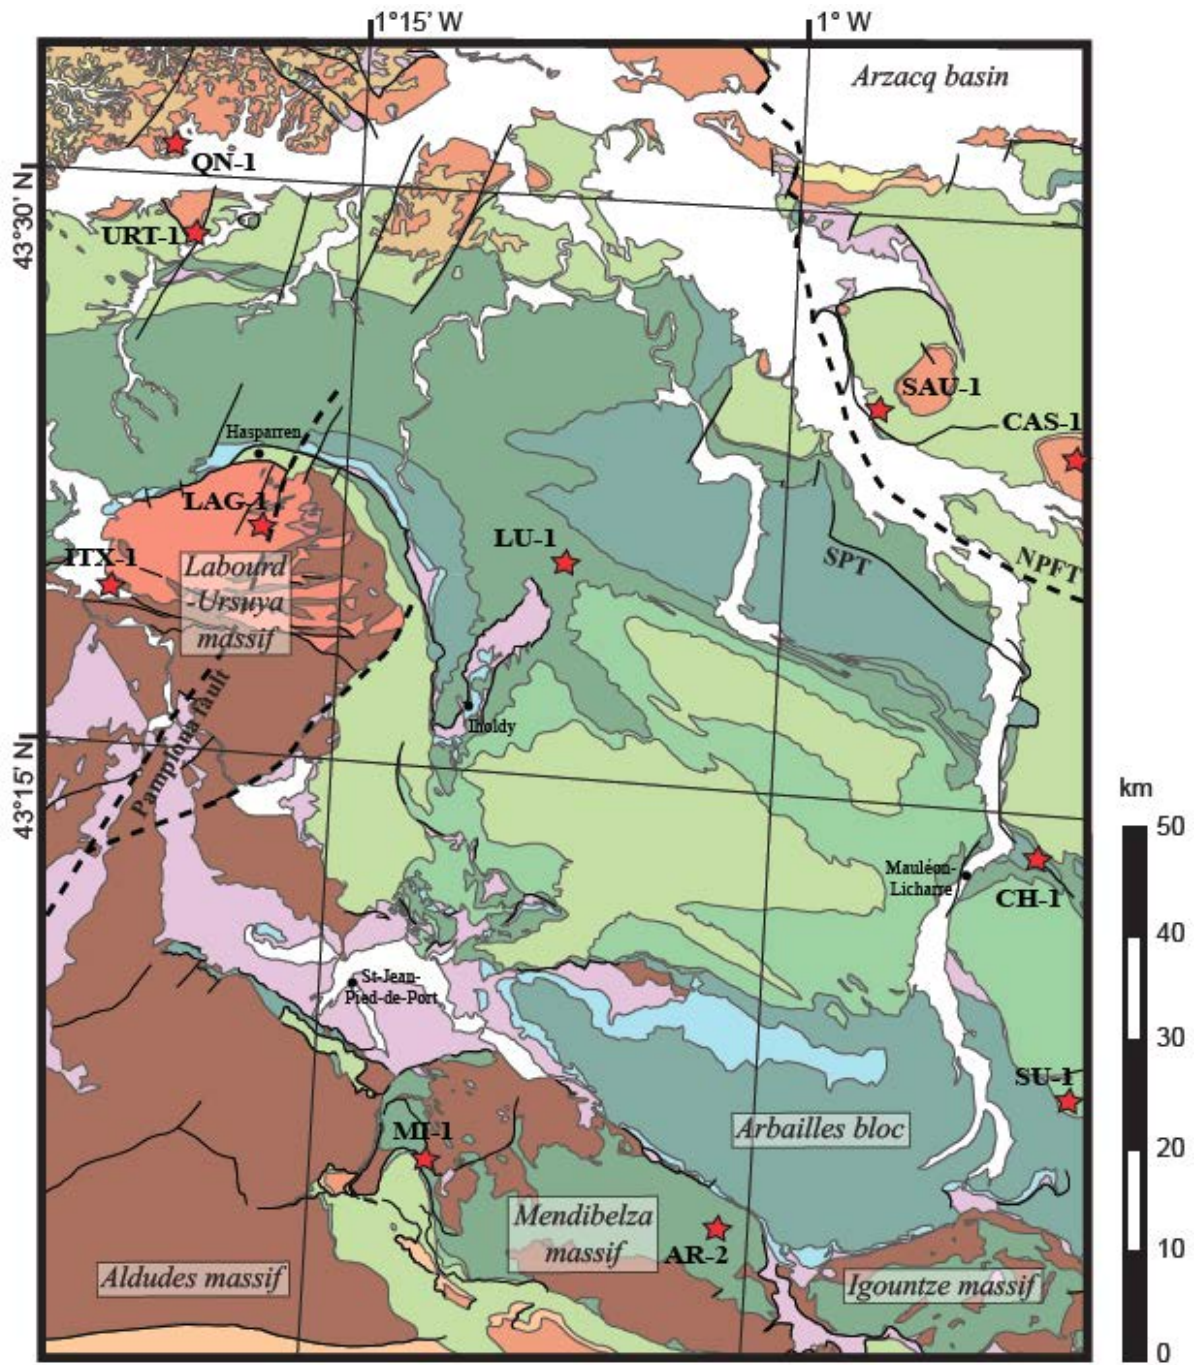 1°15' W
1° W
Arzacq basin
QN-1
43°30' N
URT-1
SAU-1
CAS-1
Hasparren
LAG-1
LU-1
ITX-1
SPT
NPFT
Labourd
-Ursuya
massif
Pamplona fault
Iholdy
43°15' N
km
50
Mauléon-
Licharre
CH-1
40
St-Jean-
Pied-de-Port
30
SU-1
MI-1
Arbailles bloc
20
Mendibelza
massif
AR-2
10
Aldudes massif
Igountze massif
0